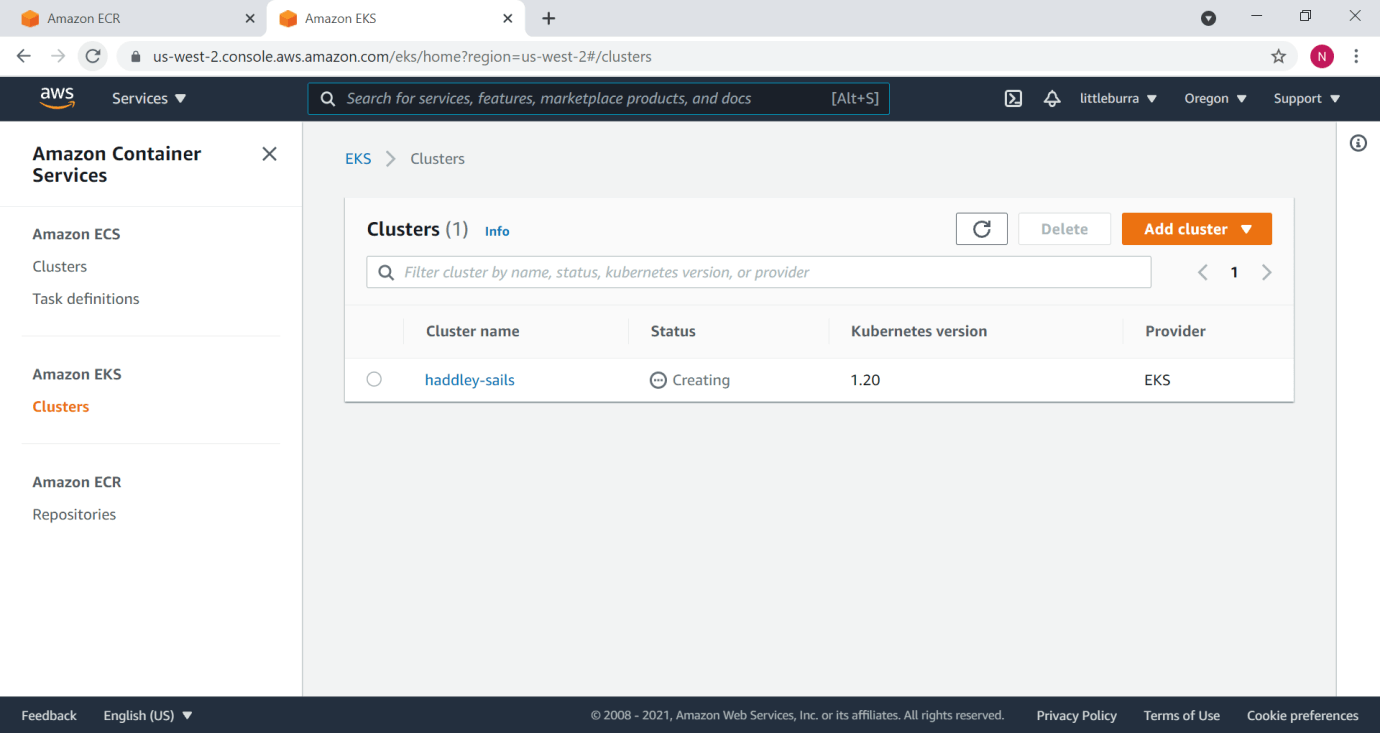 Amazon ECR
Amazon EKS
us-west-2.console.aws.amazon.com/eks/home?region=us-west-2#/clusters
N
aws
Services
Search for services, features, marketplace products, and docs
[Alt+S]
littleburra
Oregon
Support
Amazon Container
Services
Amazon ECS
Clusters
Task definitions
Amazon EKS
Clusters
Amazon ECR
Repositories
EKS
Clusters
Clusters (1)
Info
Delete
Add cluster
Filter cluster by name, status, kubernetes version, or provider
1
Cluster name
Status
Kubernetes version
Provider
haddley-sails
Creating
1.20
EKS
Feedback
English (US)
© 2008 - 2021, Amazon Web Services, Inc. or its affiliates. All rights reserved.
Privacy Policy
Terms of Use
Cookie preferences